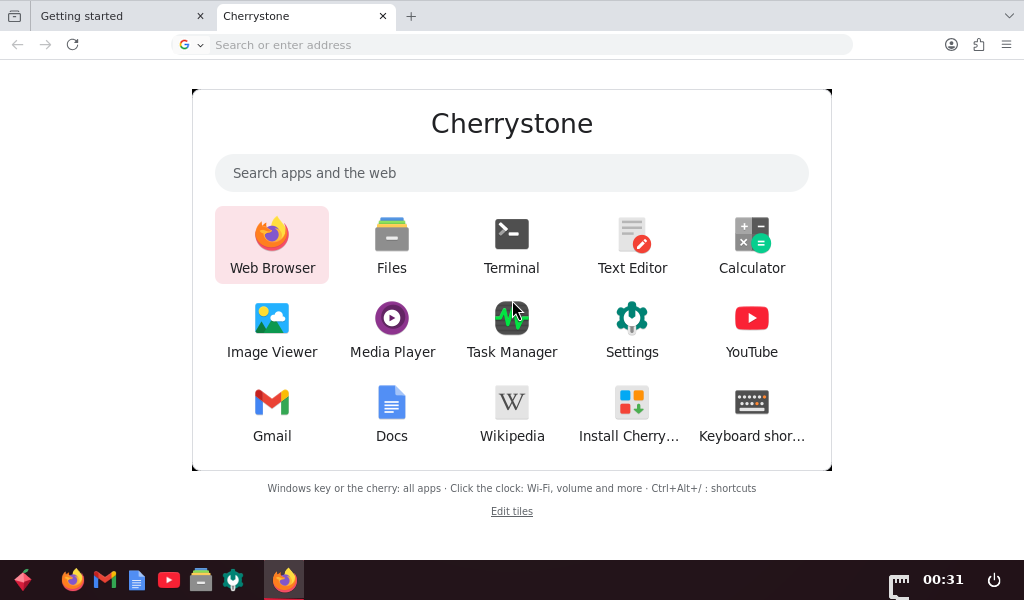 Getting started
Cherrystone
Search or enter address
Cherrystone
Search apps and the web
Web Browser
Files
Terminal
Text Editor
Calculator
Image Viewer
Media Player
Task Manager
Settings
YouTube
W
Gmail
Docs
Wikipedia
Install Cherry...
Keyboard shor...
Windows key or the cherry: all apps · Click the clock: Wi-Fi, volume and more · Ctrl+Alt+/ : shortcuts
Edit tiles
00:31